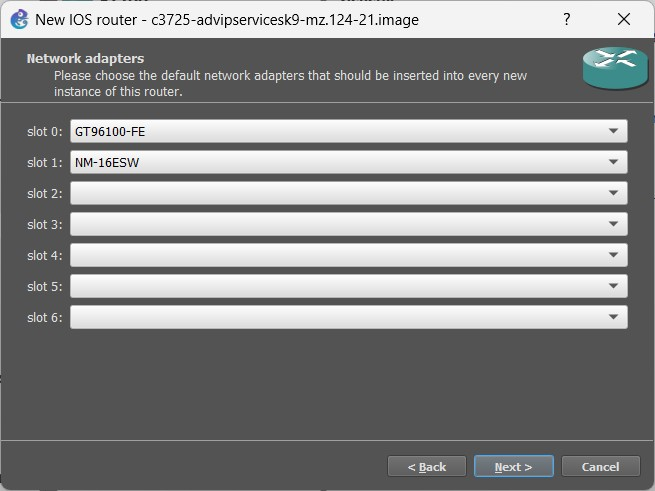 New IOS router - c3725-advipservicesk9-mz.124-21.image
Network adapters
Please choose the default network adapters that should be inserted into every new
instance of this router.
slot 0: GT96100-FE
slot 1: NM-16ESW
slot 2:
slot 3:
slot 4:
slot 5:
slot 6:
< Back Next > Cancel